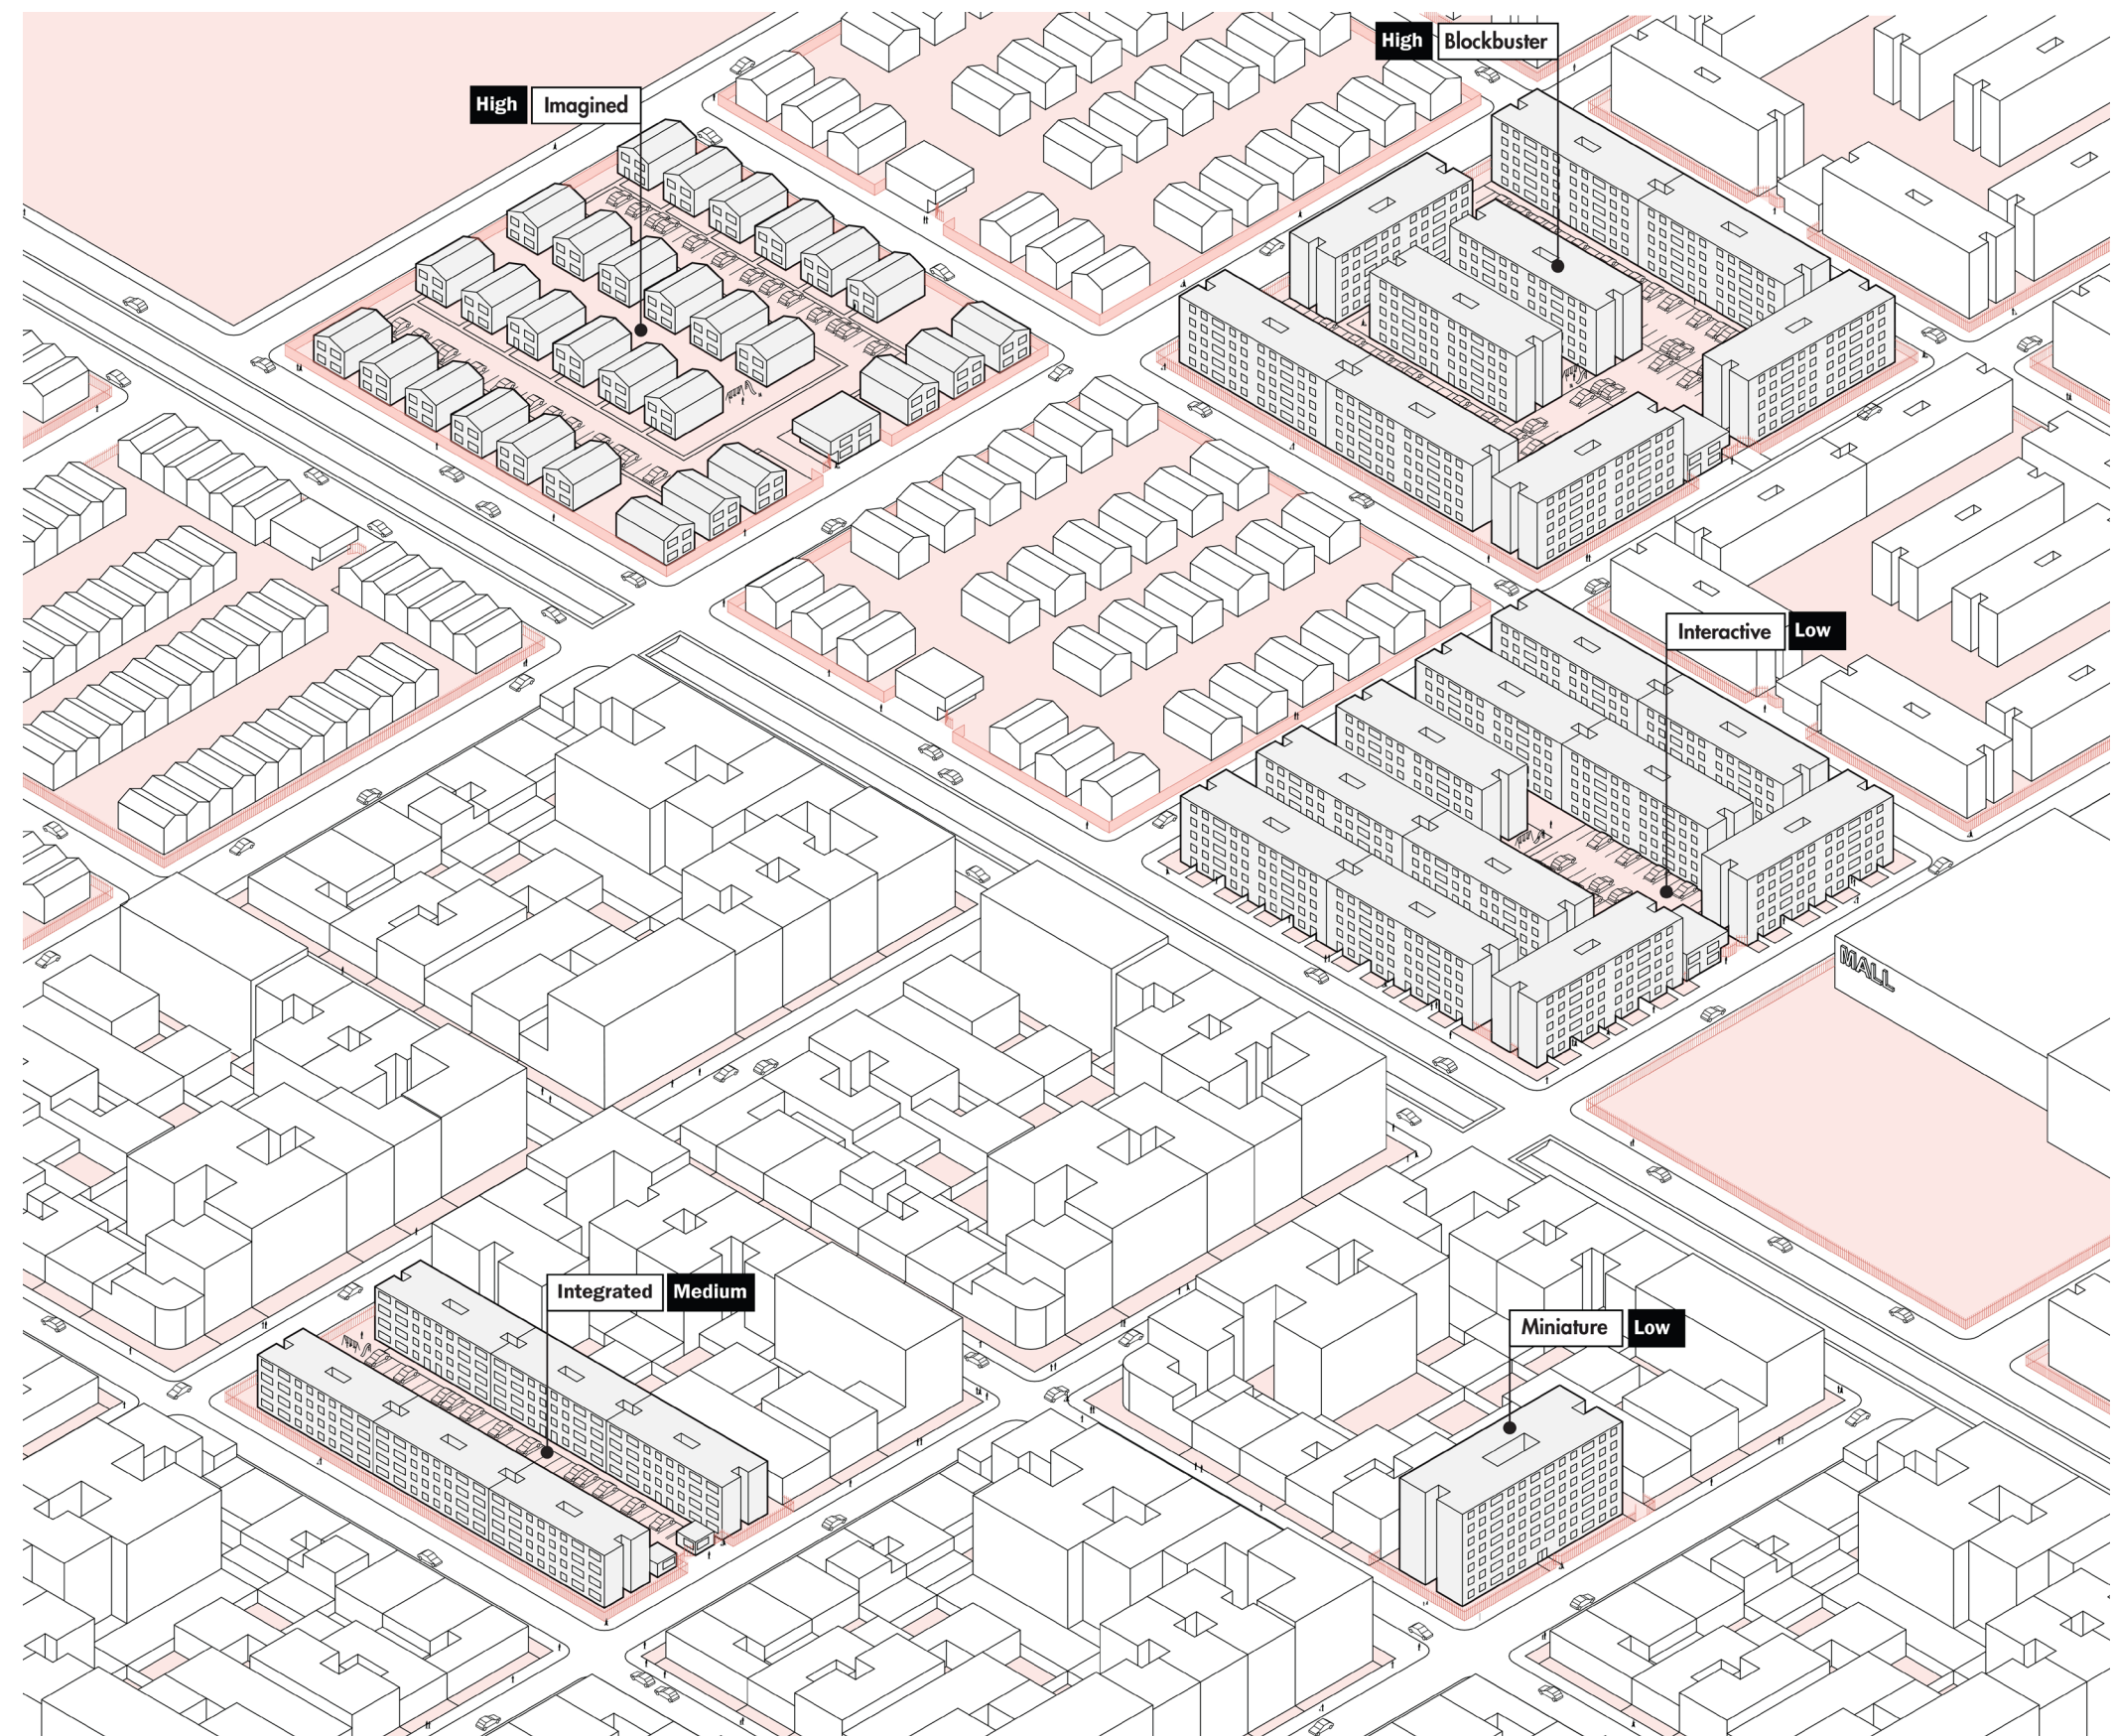 High Blockbuster
High Imagined
Interactive Low
MALL
Integrated Medium
Miniature Low